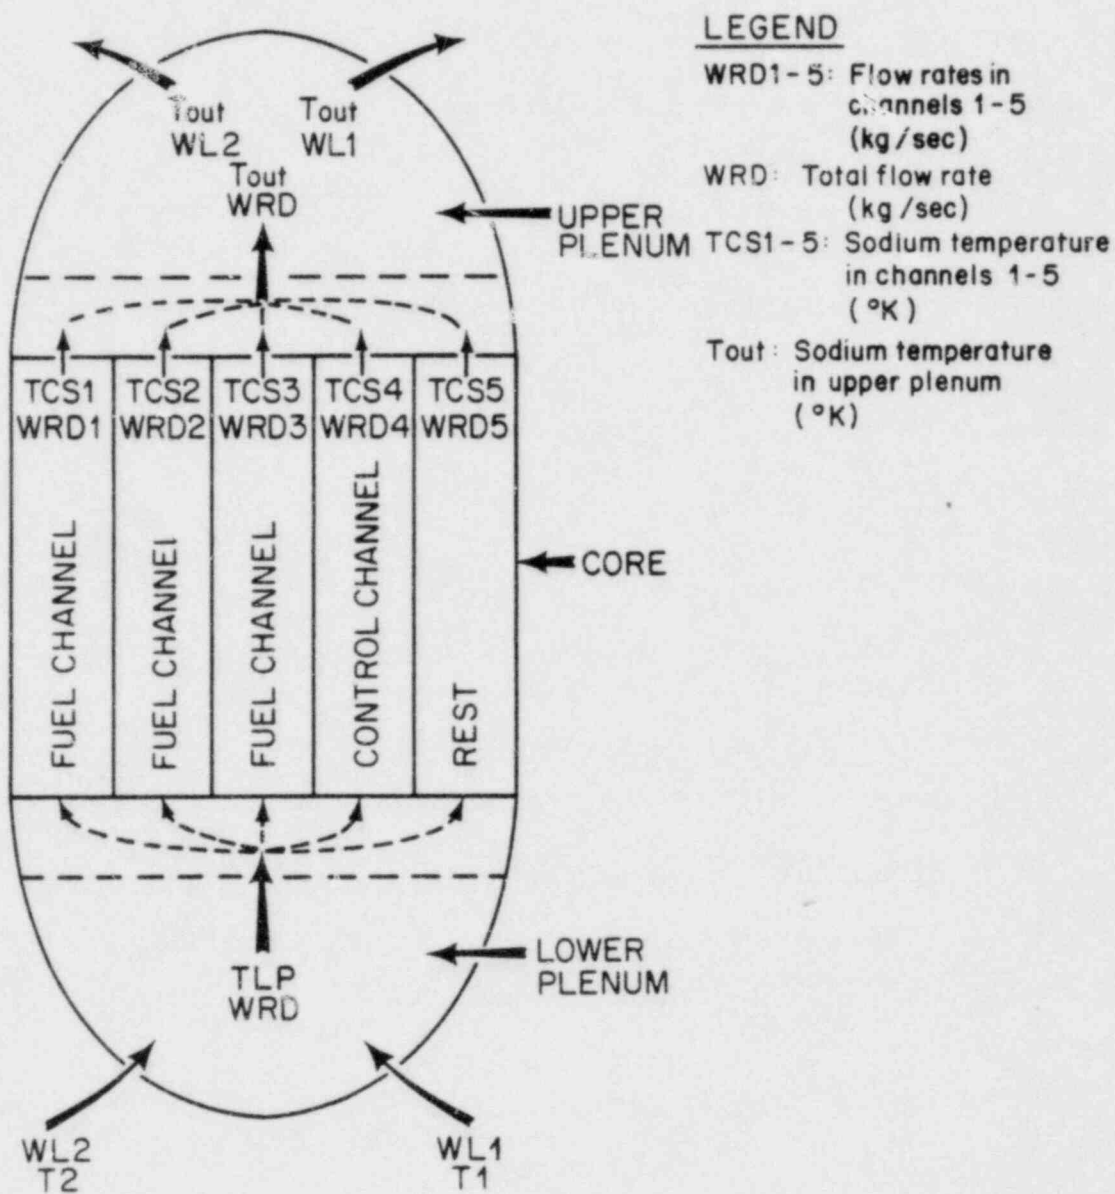 LEGEND
WRD1-5: Flow rates in
channels 1-5
(kg/sec)
WRD: Total flow rate
(kg/sec)
TCS1-5: Sodium temperature
in channels 1-5
(°K)
Tout: Sodium temperature
in upper plenum
(°K)
Tout
WL2
Tout
WL1
Tout
WRD
UPPER
PLENUM
TCS1
WRD1
TCS2
WRD2
TCS3
WRD3
TCS4
WRD4
TCS5
WRD5
FUEL CHANNEL
FUEL CHANNEl
FUEL CHANNEL
CONTROL CHANNEL
REST
CORE
TLP
WRD
LOWER
PLENUM
WL2
T2
WL1
T1